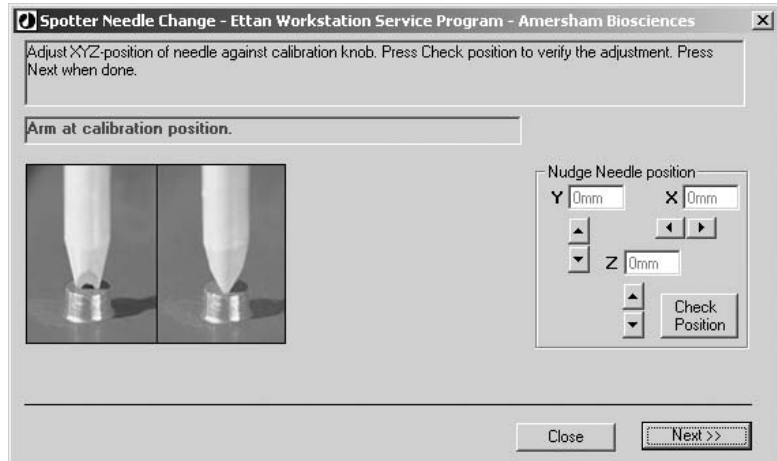 Spotter Needle Change - Ettan Workstation Service Program - Amersham Biosciences
Adjust XYZ-position of needle against calibration knob. Press Check position to verify the adjustment. Press
Next when done.
Arm at calibration position.
Nudge Needle position
Y 0mm X 0mm
Z 0mm
Check
Position
Close Next >>